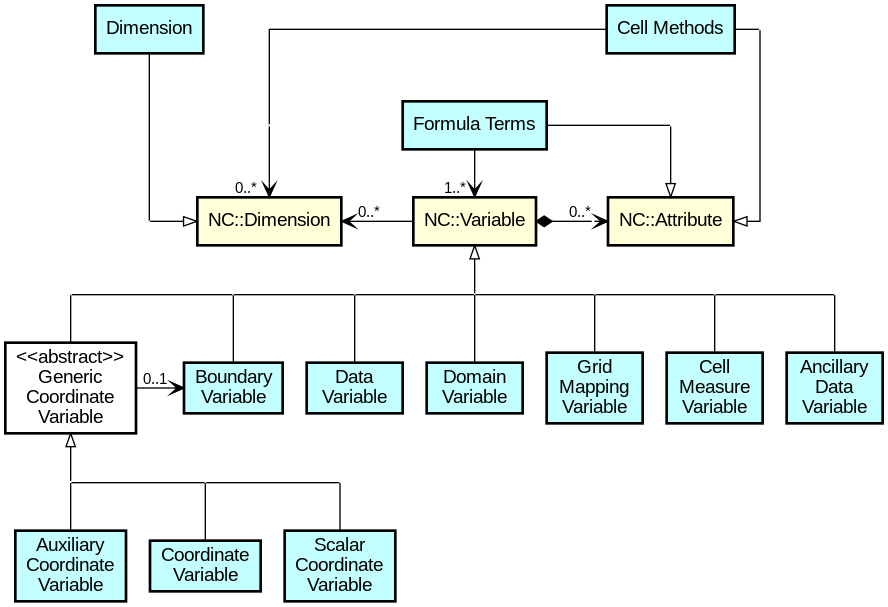 Dimension
Cell Methods
Formula Terms
0..*
1..*
NC::Dimension
0..*
NC::Variable
0..*
NC::Attribute
<<abstract>>
Generic
Coordinate
Variable
0..1
Boundary
Variable
Data
Variable
Domain
Variable
Grid
Mapping
Variable
Cell
Measure
Variable
Ancillary
Data
Variable
Auxiliary
Coordinate
Variable
Coordinate
Variable
Scalar
Coordinate
Variable